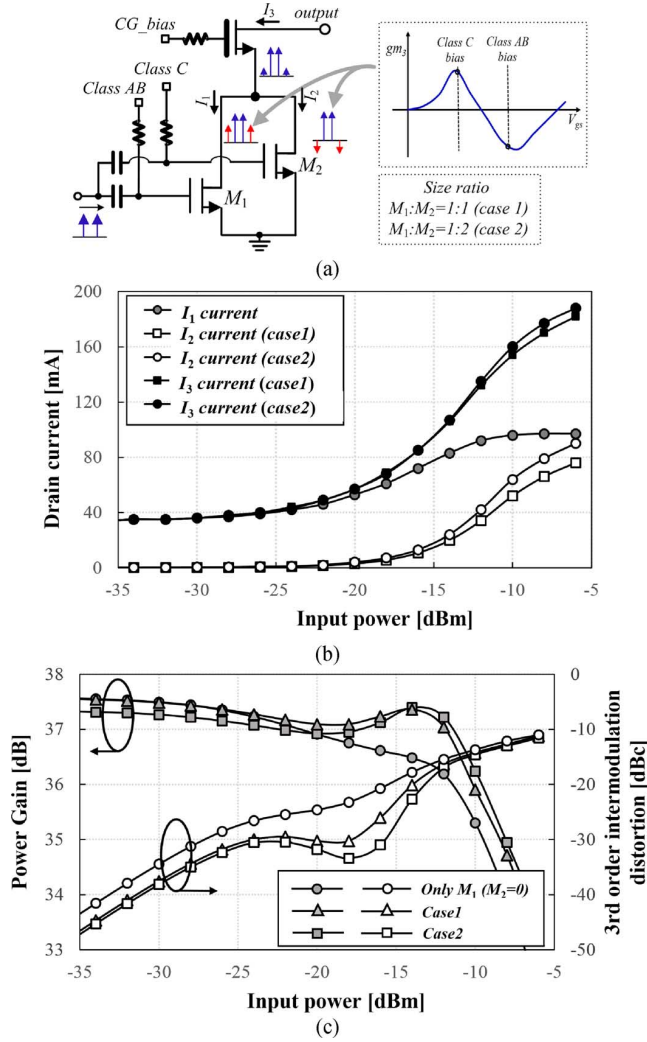 I3
output
CG_bias
Class C
Class AB
I1
I2
M1
M2
gm3
Class C
bias
Class AB
bias
Vgs
Size ratio
M1:M2=1:1 (case 1)
M1:M2=1:2 (case 2)
(a)
200
160
120
80
40
0
Drain current [mA]
I1 current
I2 current (case1)
I2 current (case2)
I3 current (case1)
I3 current (case2)
-35
-30
-25
-20
-15
-10
-5
Input power [dBm]
(b)
38
37
36
35
34
33
Power Gain [dB]
0
-10
-20
-30
-40
-50
3rd order intermodulation
distortion [dBc]
Only M1 (M2=0)
Case1
Case2
-35
-30
-25
-20
-15
-10
-5
Input power [dBm]
(c)